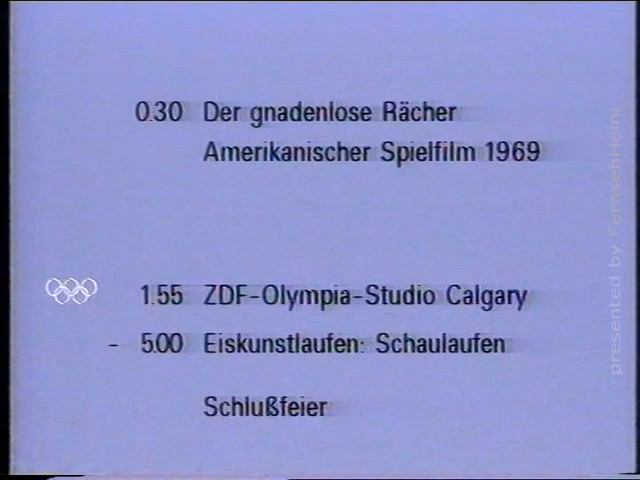 0.30 Der gnadenlose Rächer
Amerikanischer Spielfilm 1969
1.55 ZDF-Olympia-Studio Calgary
- 5.00 Eiskunstlaufen: Schaulaufen
Schlußfeier
presented by FernsehHeini